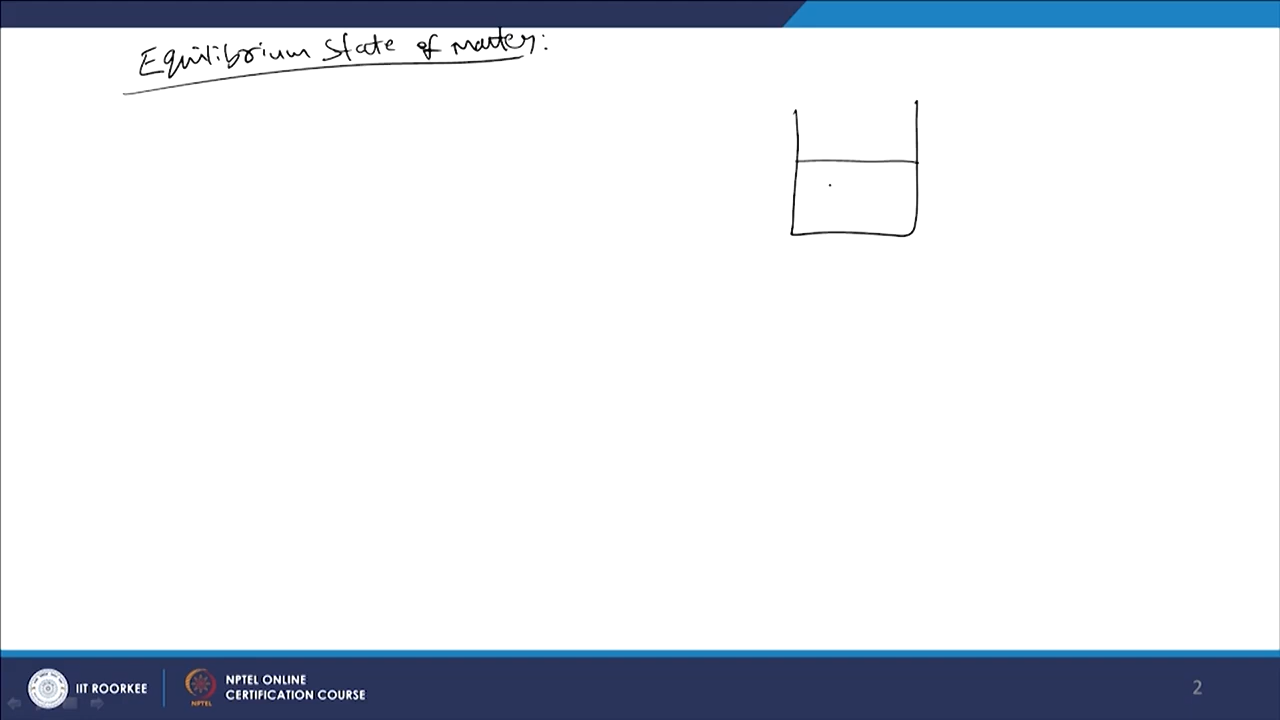 Equilibrium State of matter:
IIT ROORKEE
NPTEL ONLINE
CERTIFICATION COURSE
2